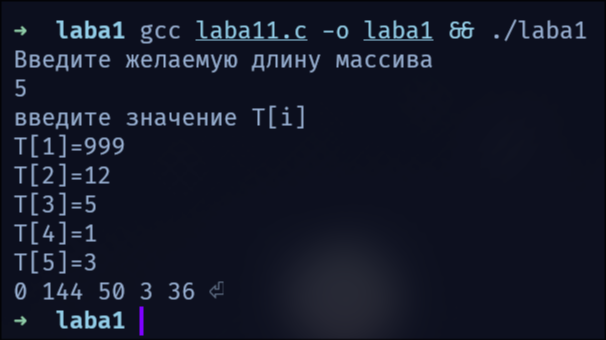 → laba1 gcc laba11.c -o laba1 && ./laba1
Введите желаемую длину массива
5
введите значение T[i]
T[1]=999
T[2]=12
T[3]=5
T[4]=1
T[5]=3
0 144 50 3 36 ⏎
→ laba1